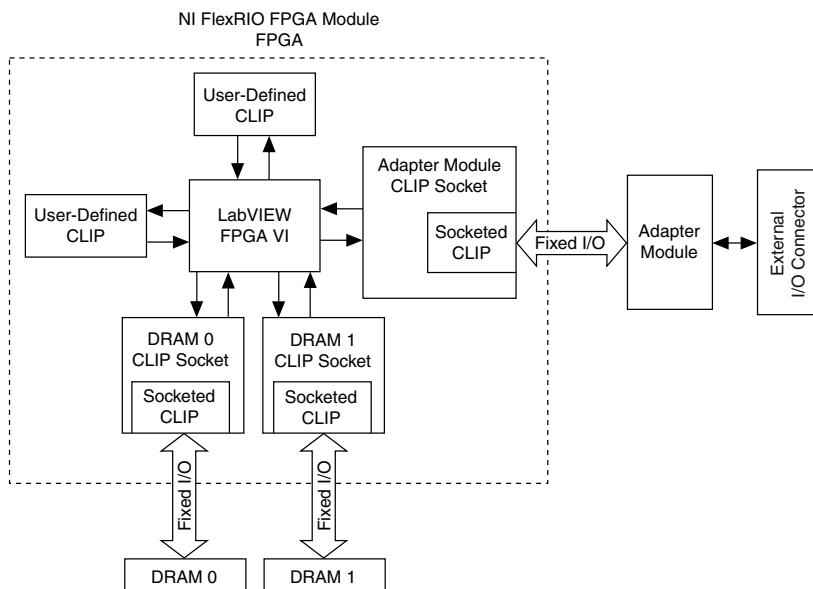 NI FlexRIO FPGA Module
FPGA
User-Defined
CLIP
Adapter Module
CLIP Socket
User-Defined
CLIP
LabVIEW
FPGA VI
Socketed
CLIP
Fixed I/O
Adapter
Module
External
I/O Connector
DRAM 0
CLIP Socket
DRAM 1
CLIP Socket
Socketed
CLIP
Socketed
CLIP
Fixed I/O
Fixed I/O
DRAM 0
DRAM 1